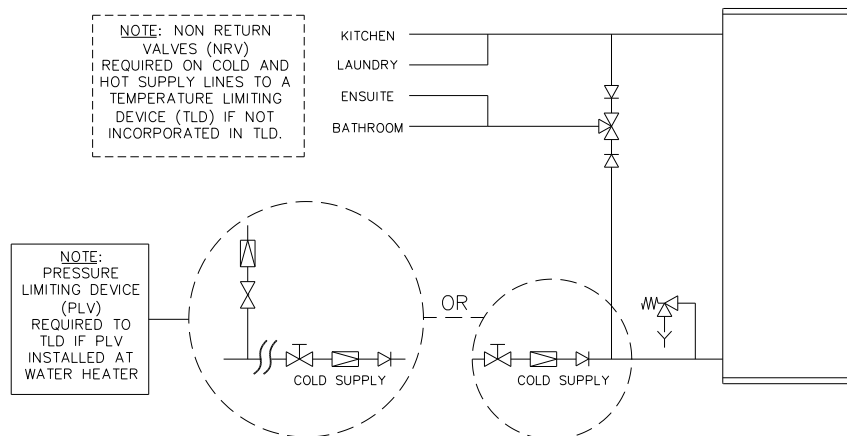 NOTE: NON RETURN
VALVES (NRV)
REQUIRED ON COLD AND
HOT SUPPLY LINES TO A
TEMPERATURE LIMITING
DEVICE (TLD) IF NOT
INCORPORATED IN TLD.
KITCHEN
LAUNDRY
ENSUITE
BATHROOM
NOTE:
PRESSURE
LIMITING DEVICE
(PLV)
REQUIRED TO
TLD IF PLV
INSTALLED AT
WATER HEATER
OR
COLD SUPPLY
COLD SUPPLY